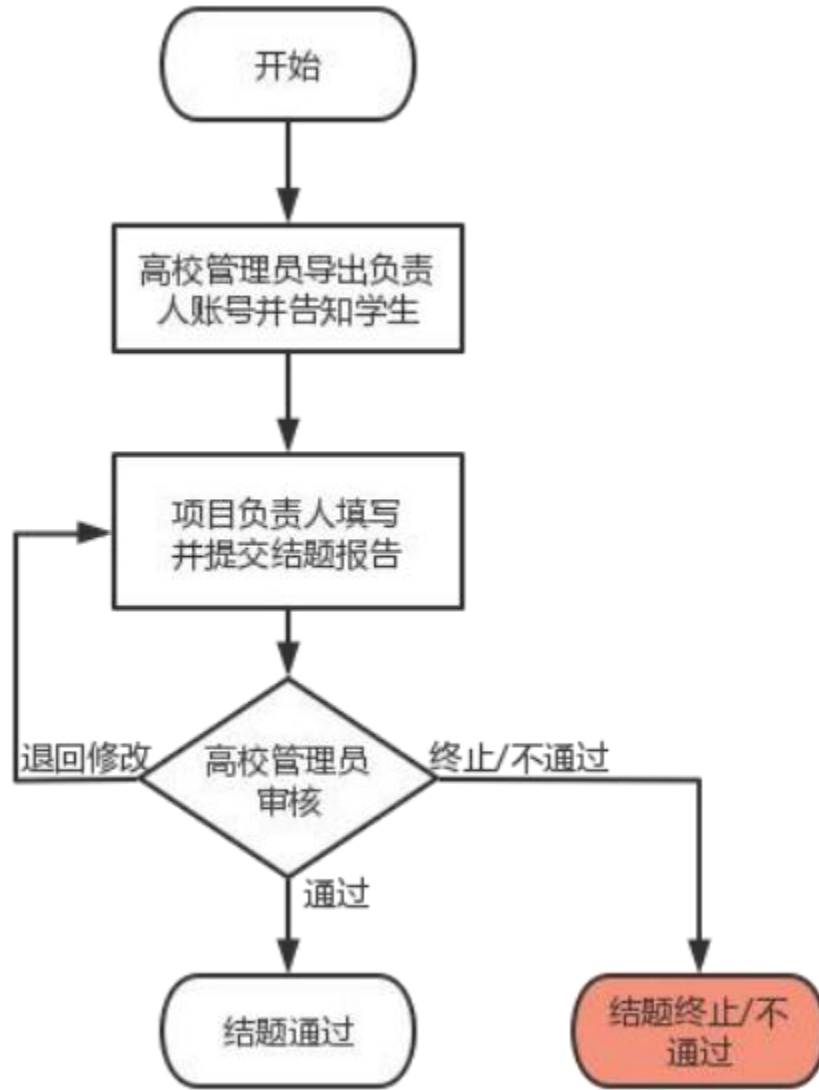 开始
高校管理员导出负责
人账号并告知学生
项目负责人填写
并提交结题报告
退回修改
高校管理员
审核
终止/不通过
通过
结题通过
结题终止/不
通过